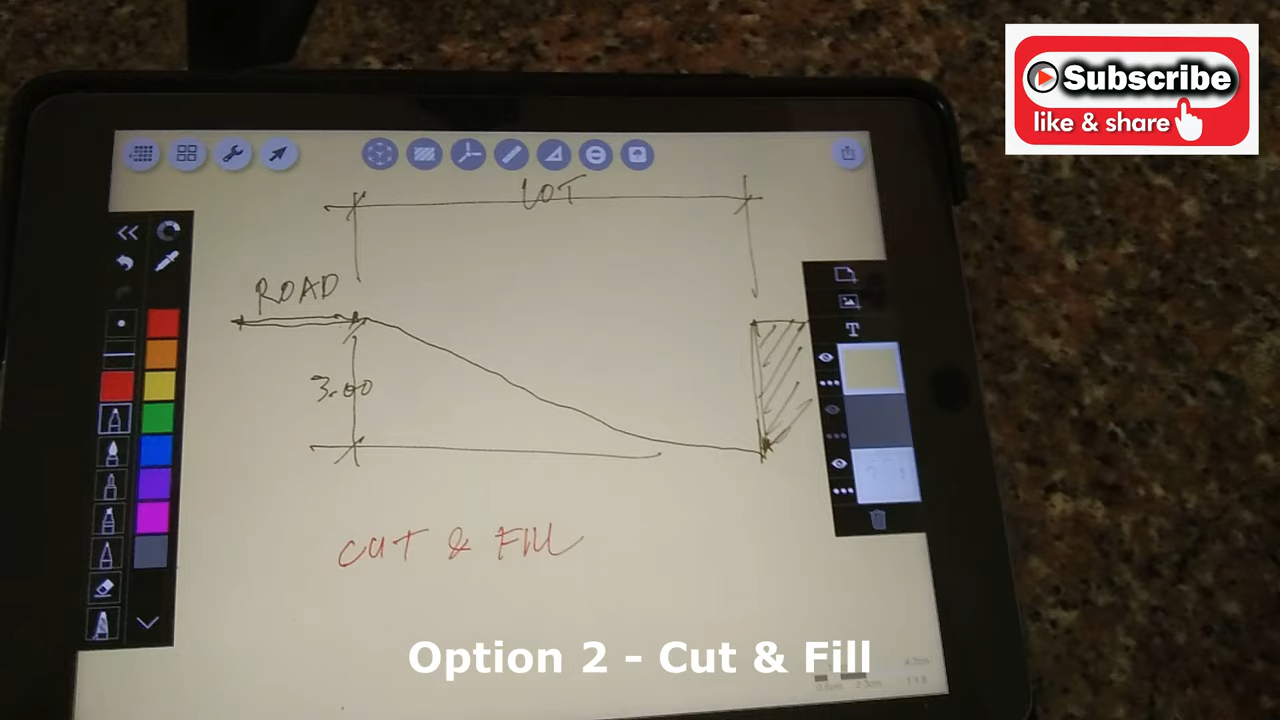 Subscribe
like & share
LOT
ROAD
3.00
T
CUT & FILL
Option 2 - Cut & Fill